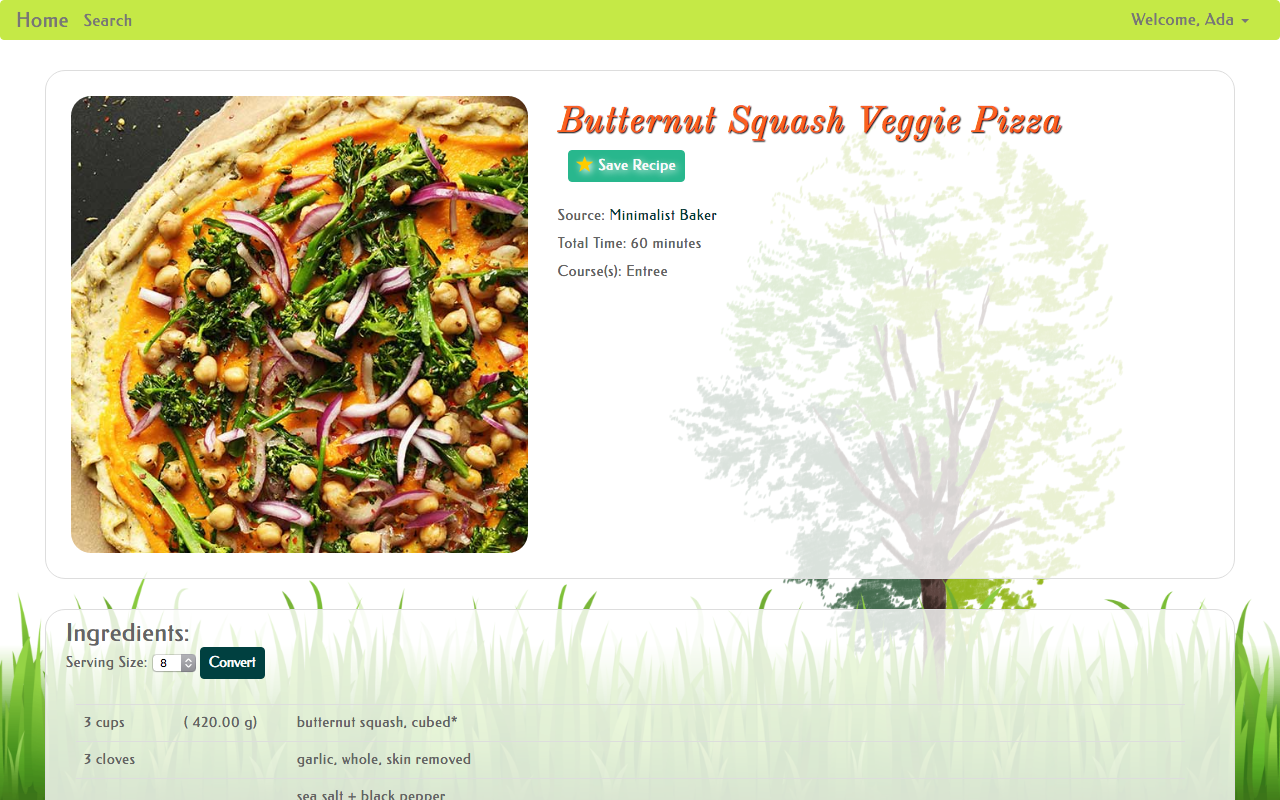 Home Search Welcome, Ada
Butternut Squash Veggie Pizza
Save Recipe
Source: Minimalist Baker
Total Time: 60 minutes
Course(s): Entree
Ingredients:
Serving Size: 8 Convert
3 cups ( 420.00 g) butternut squash, cubed*
3 cloves garlic, whole, skin removed
sea salt + black pepper